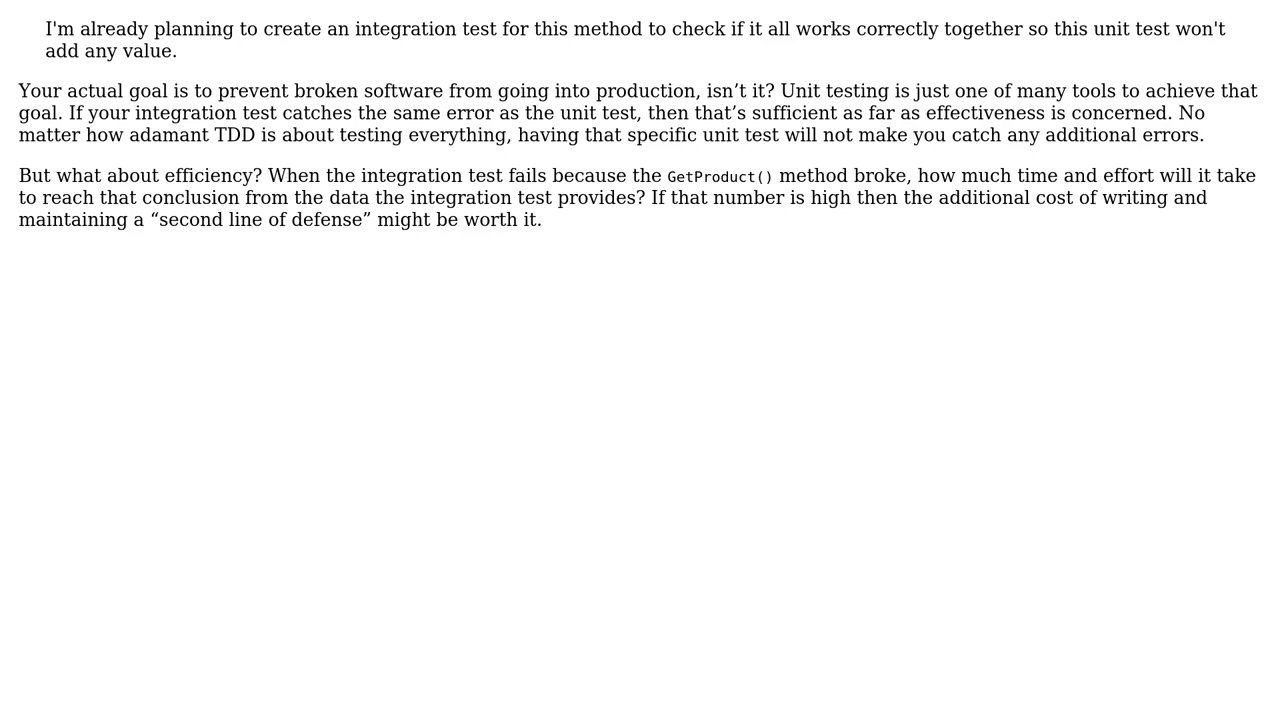 I'm already planning to create an integration test for this method to check if it all works correctly together so this unit test won't
add any value.
Your actual goal is to prevent broken software from going into production, isn’t it? Unit testing is just one of many tools to achieve that
goal. If your integration test catches the same error as the unit test, then that’s sufficient as far as effectiveness is concerned. No
matter how adamant TDD is about testing everything, having that specific unit test will not make you catch any additional errors.
But what about efficiency? When the integration test fails because the GetProduct() method broke, how much time and effort will it take
to reach that conclusion from the data the integration test provides? If that number is high then the additional cost of writing and
maintaining a “second line of defense” might be worth it.